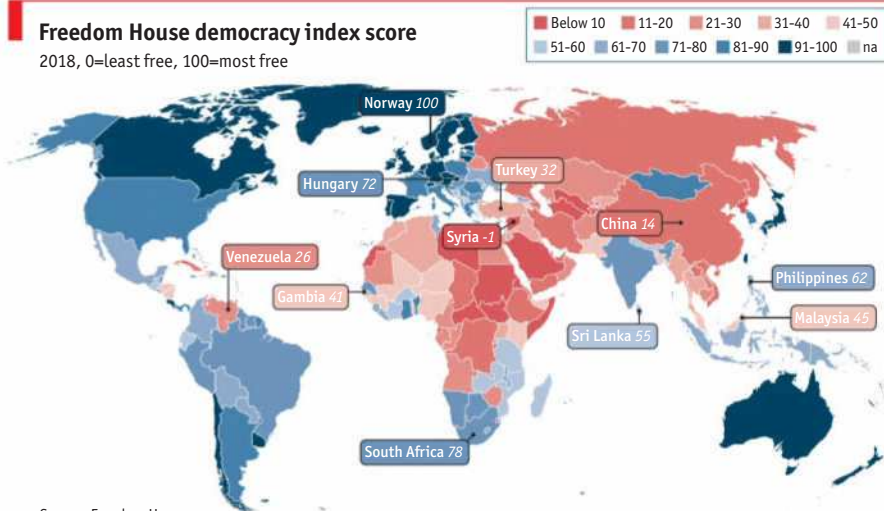 Freedom House democracy index score
2018, 0=least free, 100=most free
Below 10 11-20 21-30 31-40 41-50
51-60 61-70 71-80 81-90 91-100 na
Norway 100
Hungary 72
Turkey 32
China 14
Syria -1
Venezuela 26
Gambia 41
Philippines 62
Malaysia 45
Sri Lanka 55
South Africa 78